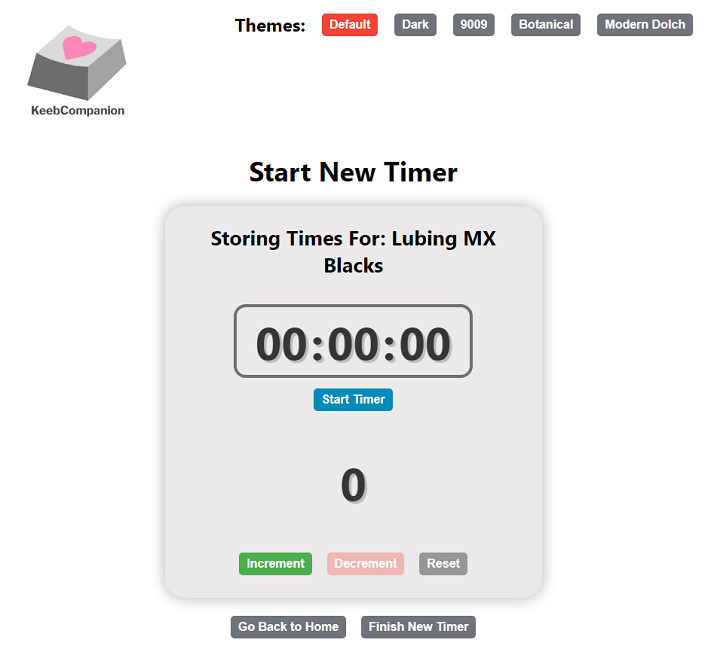 Themes: Default Dark 9009 Botanical Modern Dolch
KeebCompanion
Start New Timer
Storing Times For: Lubing MX
Blacks
00:00:00
Start Timer
0
Increment Decrement Reset
Go Back to Home Finish New Timer